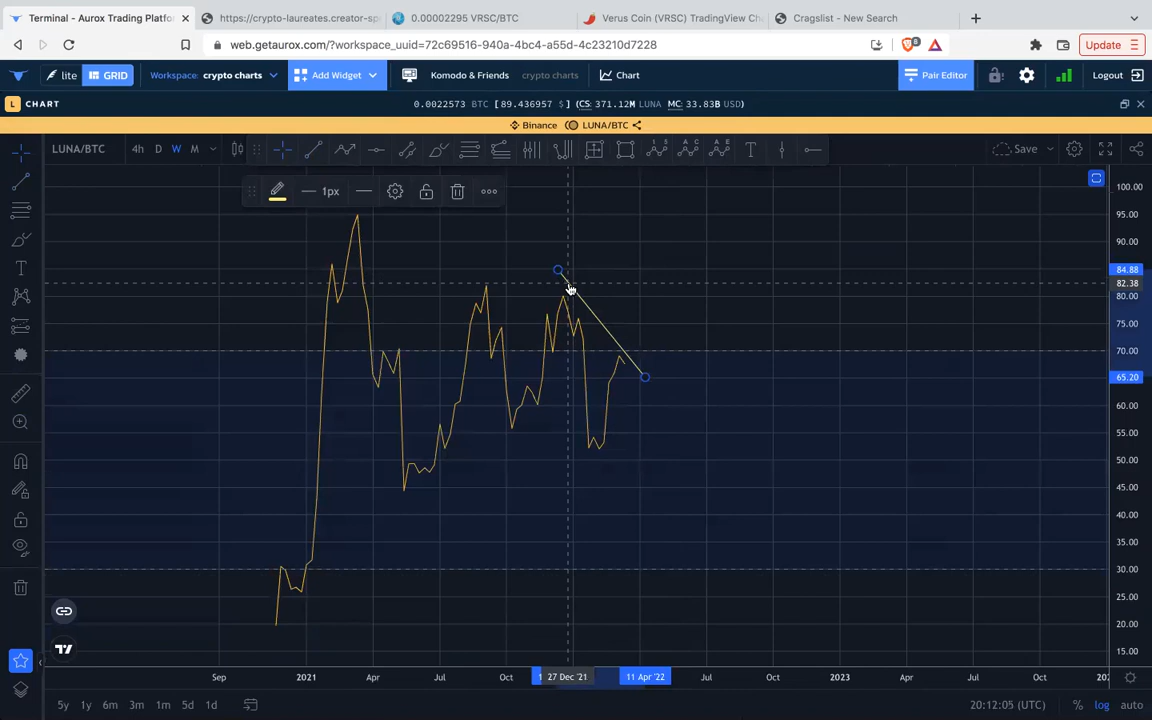 Terminal - Aurox Trading Platfo
https://crypto-laureates.creator-sp
0.00002295 VRSC/BTC
Verus Coin (VRSC) TradingView Cha
Cragslist - New Search
web.getaurox.com/?workspace_uuid=72c69516-940a-4bc4-a55d-4c23210d7228
8
Update
lite
GRID
Workspace: crypto charts
Add Widget
Komodo & Friends
crypto charts
Chart
Pair Editor
Logout
L
CHART
0.0022573 BTC [89.436957 $] (CS: 371.12M LUNA MC: 33.83B USD)
Binance
LUNA/BTC
LUNA/BTC
4h
D
W
M
Save
1px
100.00
95.00
90.00
84.88
82.38
80.00
75.00
70.00
65.20
60.00
55.00
50.00
45.00
40.00
35.00
30.00
25.00
20.00
15.00
Sep
2021
Apr
Jul
Oct
27 Dec '21
11 Apr '22
Jul
Oct
2023
Apr
Jul
Oct
5y
1y
6m
3m
1m
5d
1d
20:12:05 (UTC)
%
log
auto